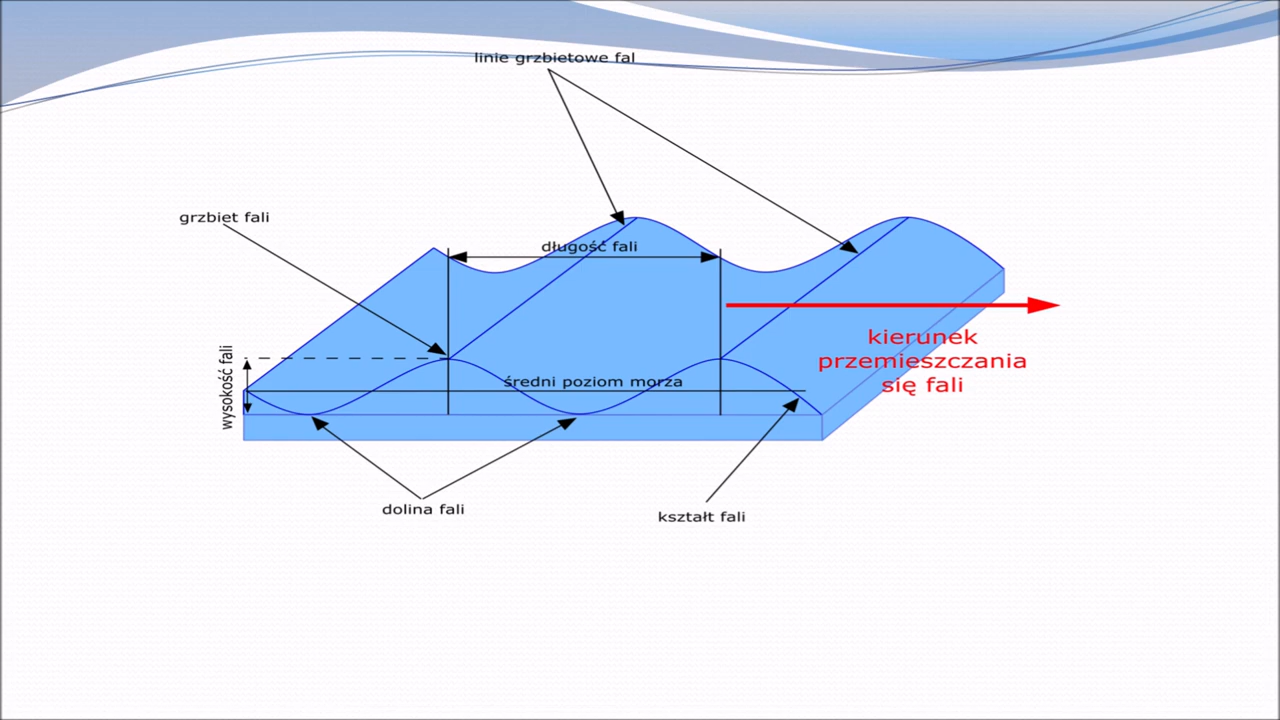 linie grzbietowe fal
grzbiet fali
długość fali
kierunek
przemieszczania
się fali
wysokość fali
średni poziom morza
dolina fali
kształt fali